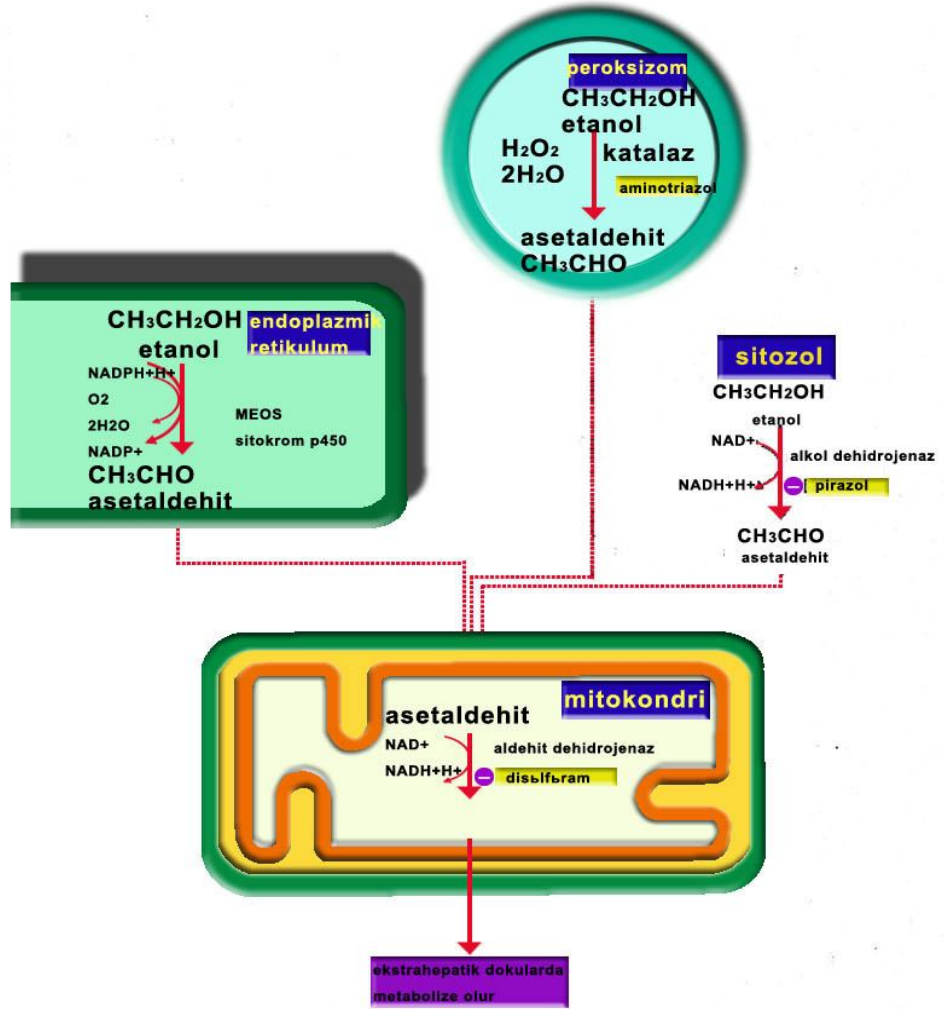 peroksizom
CH₃CH₂OH
etanol
H₂O₂
katalaz
2H₂O
aminotriazol
asetaldehit
CH₃CHO
CH₃CH₂OH
endoplazmik
retikulum
etanol
NADPH+H+
O2
2H2O
NADP+
MEOS
sitokrom p450
CH₃CHO
asetaldehit
sitozol
CH₃CH₂OH
etanol
NAD+
alkol dehidrojenaz
NADH+H+
pirazol
CH₃CHO
asetaldehit
mitokondri
asetaldehit
NAD+
aldehit dehidrojenaz
NADH+H+
disьlfьram
ekstrahepatik dokularda
metabolize olur